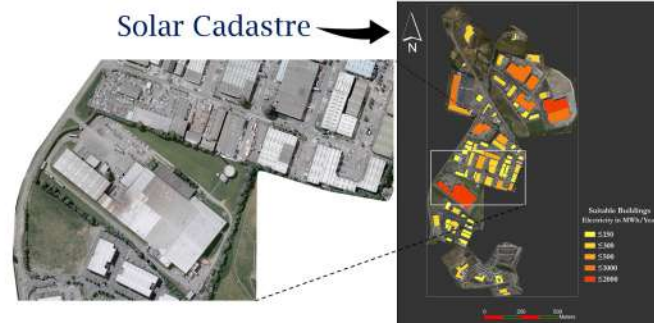 Solar Cadastre
N
Suitable Buildings
Electricity in MWh/Year
≤150
≤300
≤500
≤1000
≤2000
0
250
500
Meters